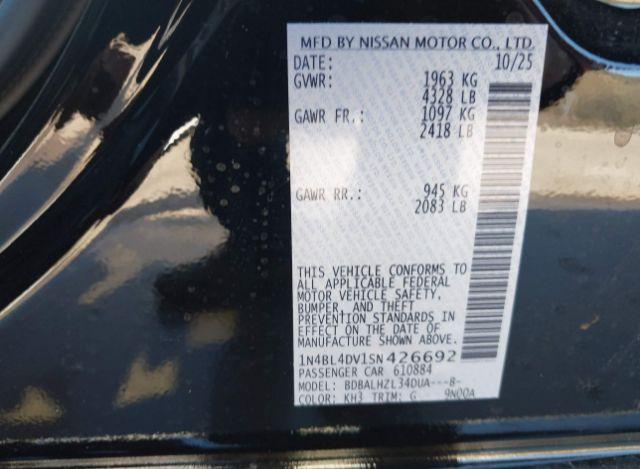 MFD BY NISSAN MOTOR CO., LTD.
DATE: 10/25
GVWR: 1963 KG
4328 LB
GAWR FR.: 1097 KG
2418 LB
GAWR RR.: 945 KG
2083 LB
THIS VEHICLE CONFORMS TO
ALL APPLICABLE FEDERAL
MOTOR VEHICLE SAFETY,
BUMPER, AND THEFT
PREVENTION STANDARDS IN
EFFECT ON THE DATE OF
MANUFACTURE SHOWN ABOVE.
1N4BL4DV1SN426692
PASSENGER CAR 610884
MODEL: BDBALHZL34DUA---8-
COLOR: KH3 TRIM: G 9N00A